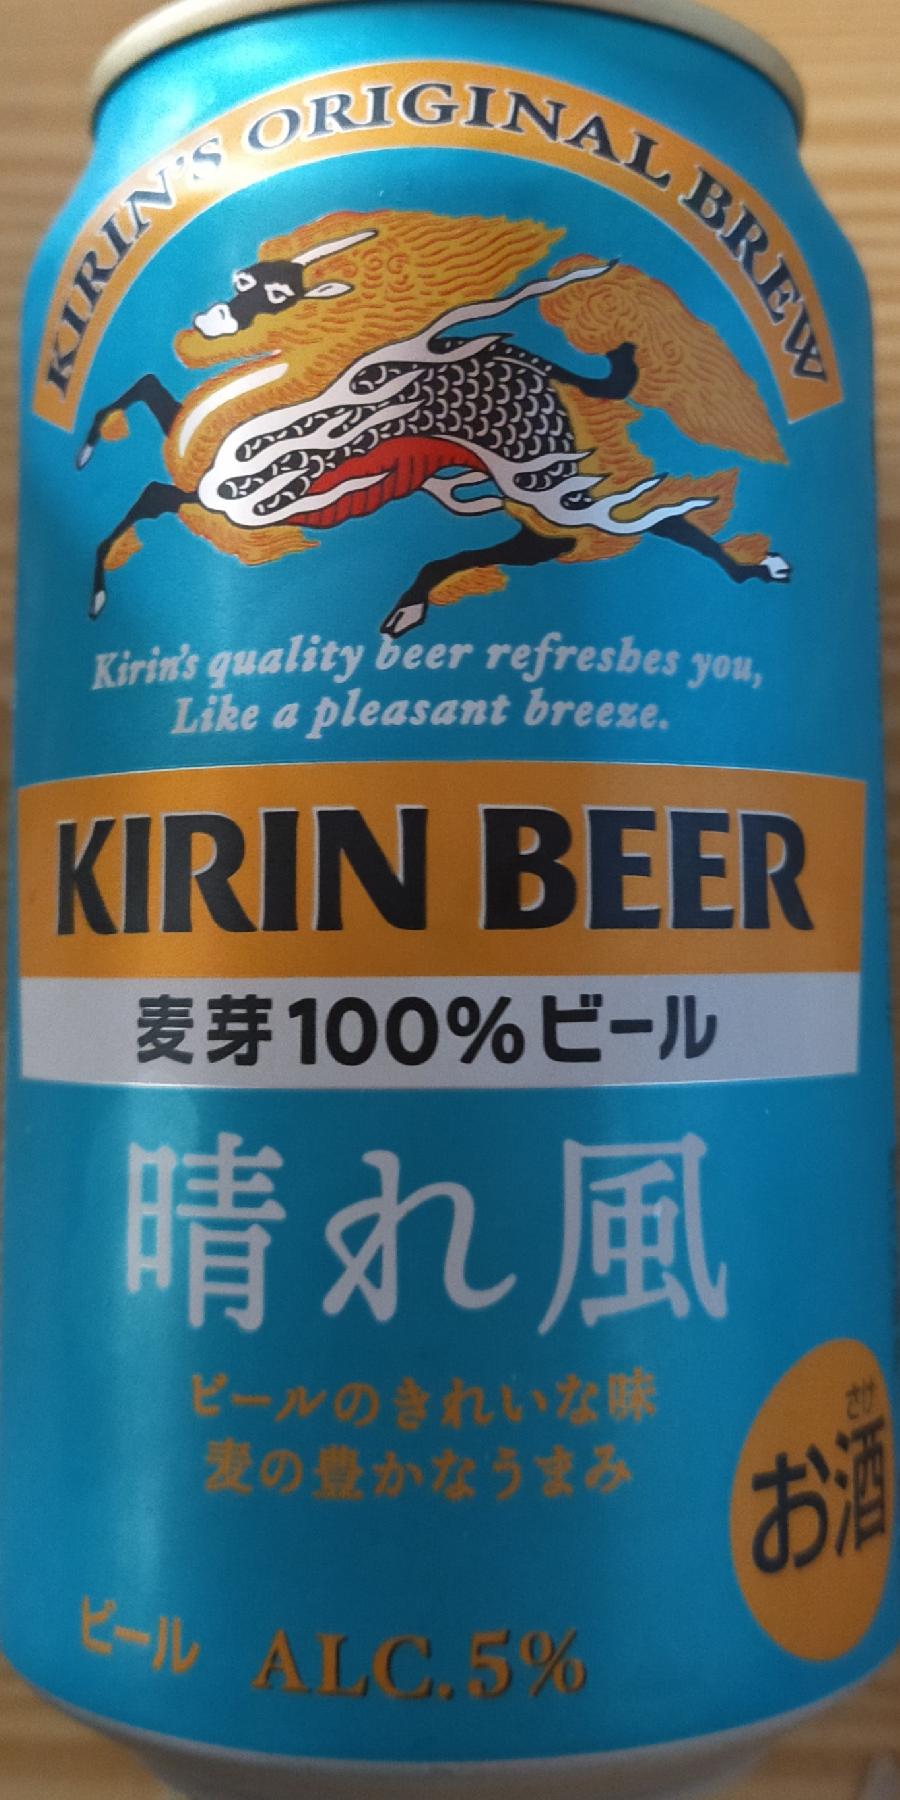 KIRIN'S ORIGINAL BREW
Kirin's quality beer refreshes you,
Like a pleasant breeze.
KIRIN BEER
麦芽100%ビール
晴れ風
ビールのきれいな味
麦の豊かなうまみ
さけ
お酒
ビール ALC.5%